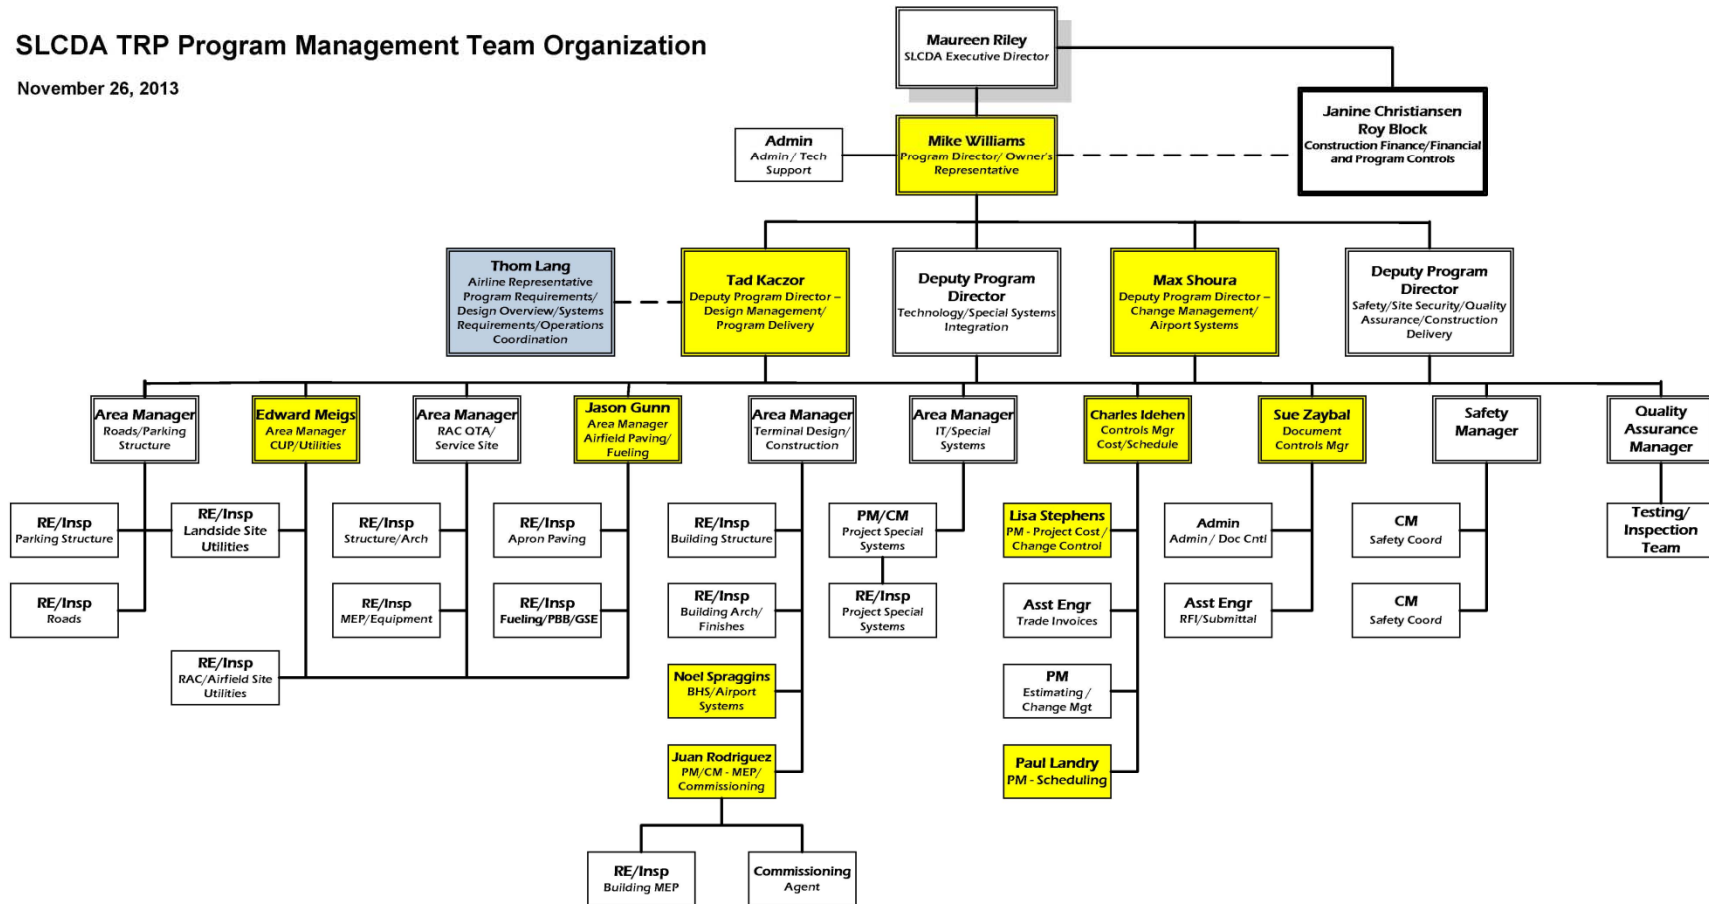 SLCDA TRP Program Management Team Organization
November 26, 2013
Maureen Riley
SLCDA Executive Director
Janine Christiansen
Roy Block
Construction Finance/Financial
and Program Controls
Admin
Admin / Tech
Support
Mike Williams
Program Director/ Owner's
Representative
Thom Lang
Airline Representative
Program Requirements/
Design Overview/Systems
Requirements/Operations
Coordination
Tad Kaczor
Deputy Program Director –
Design Management/
Program Delivery
Deputy Program
Director
Technology/Special Systems
Integration
Max Shoura
Deputy Program Director –
Change Management/
Airport Systems
Deputy Program
Director
Safety/Site Security/Quality
Assurance/Construction
Delivery
Area Manager
Roads/Parking
Structure
Edward Meigs
Area Manager
CUP/Utilities
Area Manager
RAC QTA/
Service Site
Jason Gunn
Area Manager
Airfield Paving/
Fueling
Area Manager
Terminal Design/
Construction
Area Manager
IT/Special
Systems
Charles Idehen
Controls Mgr
Cost/Schedule
Sue Zaybal
Document
Controls Mgr
Safety
Manager
Quality
Assurance
Manager
RE/Insp
Parking Structure
RE/Insp
Landside Site
Utilities
RE/Insp
Structure/Arch
RE/Insp
Apron Paving
RE/Insp
Building Structure
PM/CM
Project Special
Systems
Lisa Stephens
PM - Project Cost /
Change Control
Admin
Admin / Doc Cntl
CM
Safety Coord
Testing/
Inspection
Team
RE/Insp
Roads
RE/Insp
MEP/Equipment
RE/Insp
Fueling/PBB/GSE
RE/Insp
Building Arch/
Finishes
RE/Insp
Project Special
Systems
Asst Engr
Trade Invoices
Asst Engr
RFI/Submittal
CM
Safety Coord
RE/Insp
RAC/Airfield Site
Utilities
Noel Spraggins
BHS/Airport
Systems
PM
Estimating /
Change Mgt
Juan Rodriguez
PM/CM - MEP/
Commissioning
Paul Landry
PM - Scheduling
RE/Insp
Building MEP
Commissioning
Agent